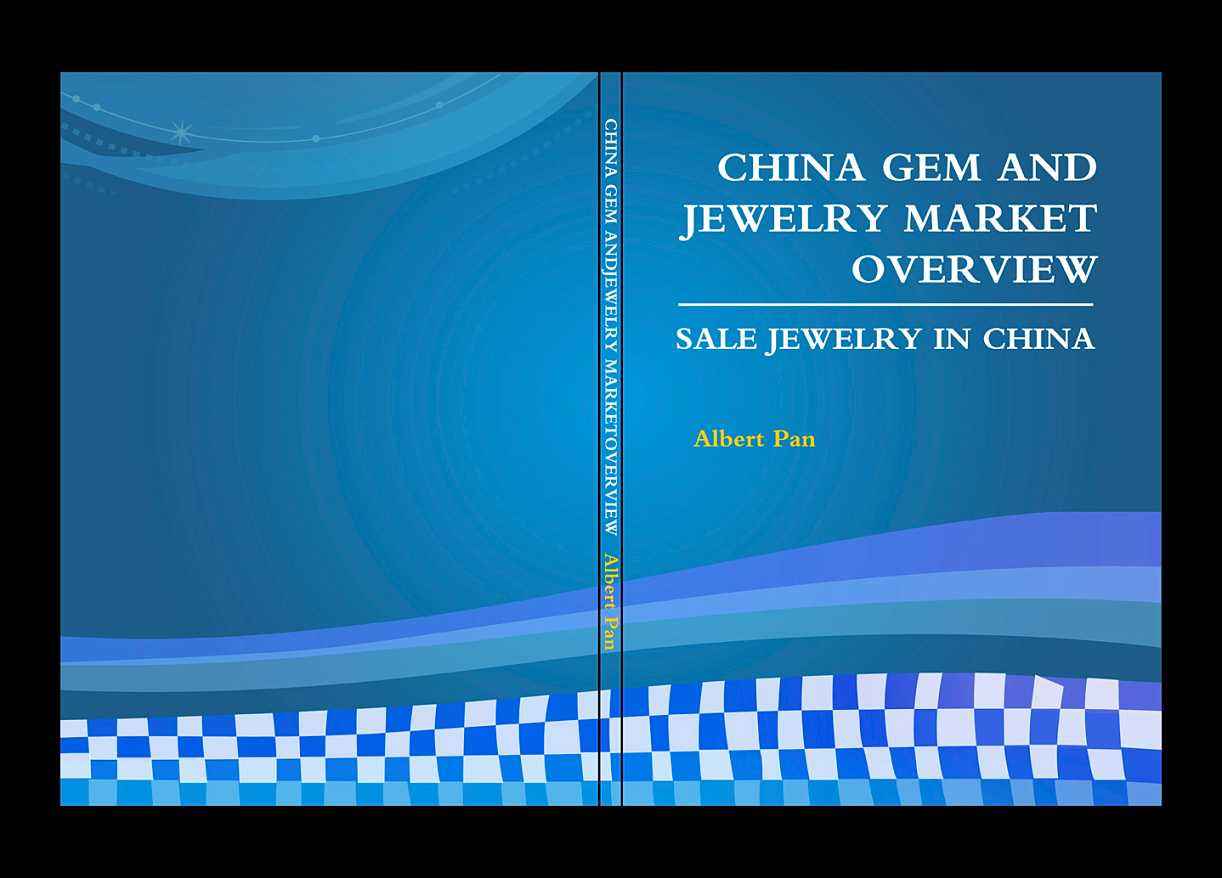 CHINA GEM AND
JEWELRY MARKET
OVERVIEW
SALE JEWELRY IN CHINA
Albert Pan
CHINA GEM ANDJEWELRY MARKETOVERVIEW Albert Pan